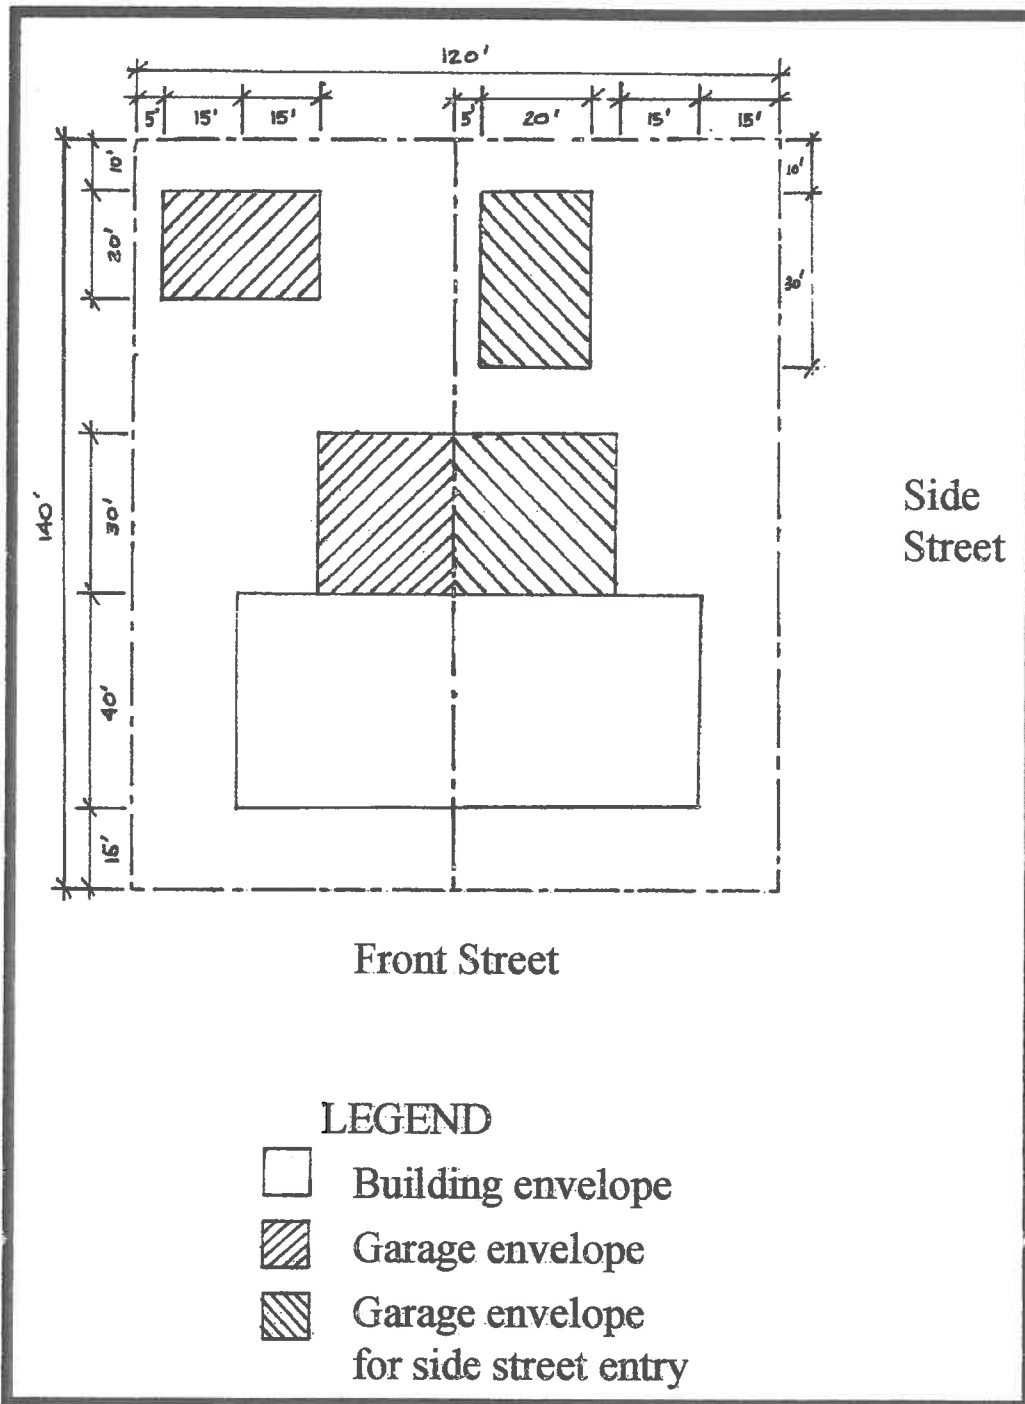 120'
5' 15' 15' 5' 20' 15' 15'
10'
10'
20'
30'
140'
30'
Side
Street
40'
15'
Front Street
LEGEND
Building envelope
Garage envelope
Garage envelope
for side street entry